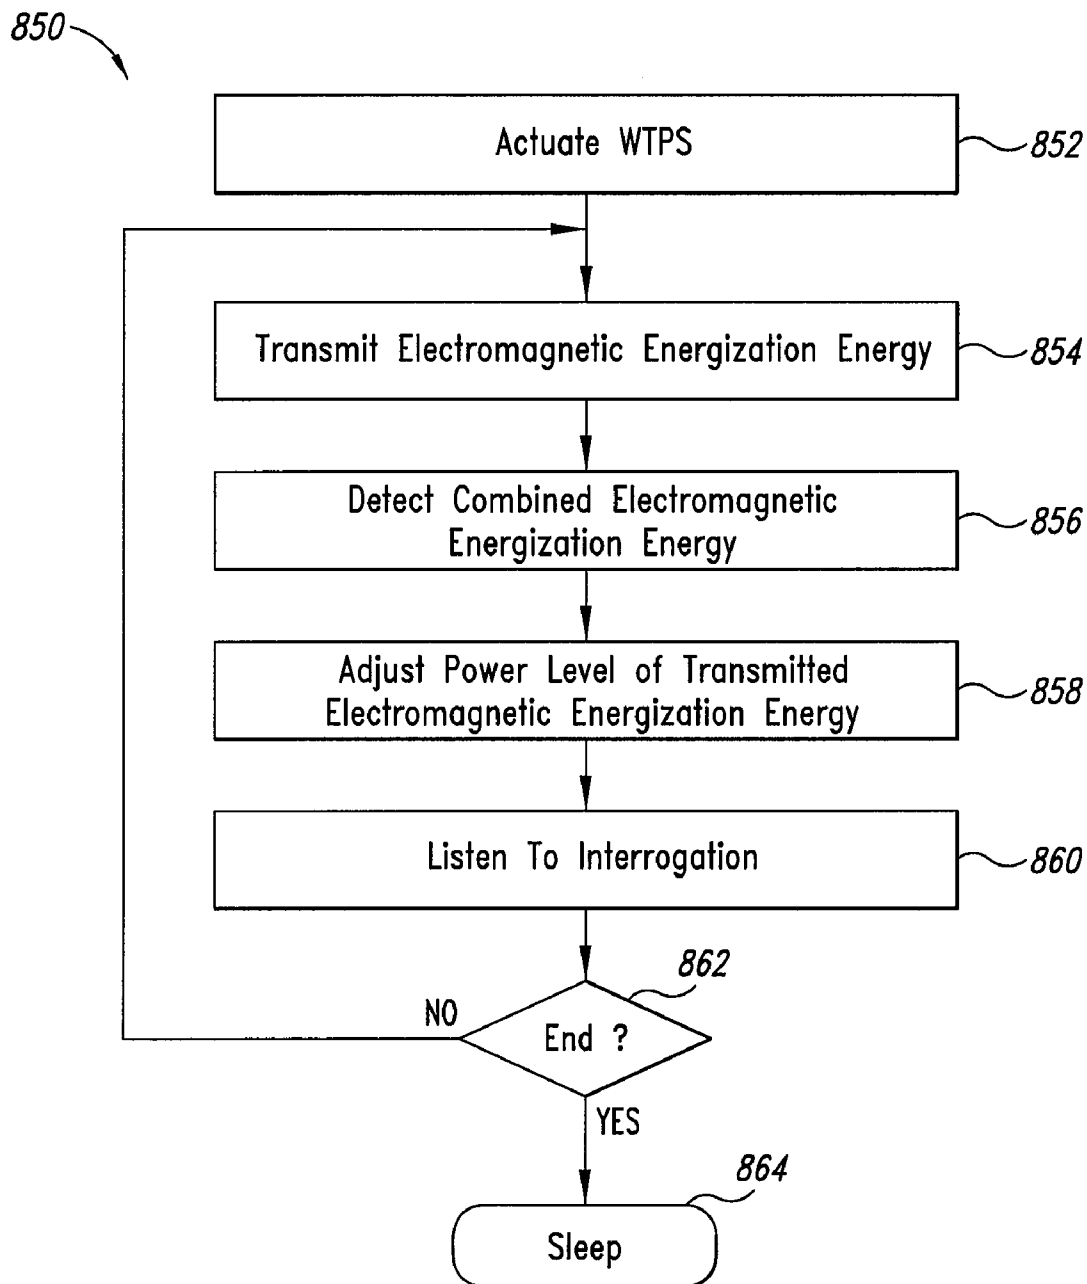 850
Actuate WTPS
852
Transmit Electromagnetic Energization Energy
854
Detect Combined Electromagnetic
Energization Energy
856
Adjust Power Level of Transmitted
Electromagnetic Energization Energy
858
Listen To Interrogation
860
862
NO
End ?
YES
864
Sleep